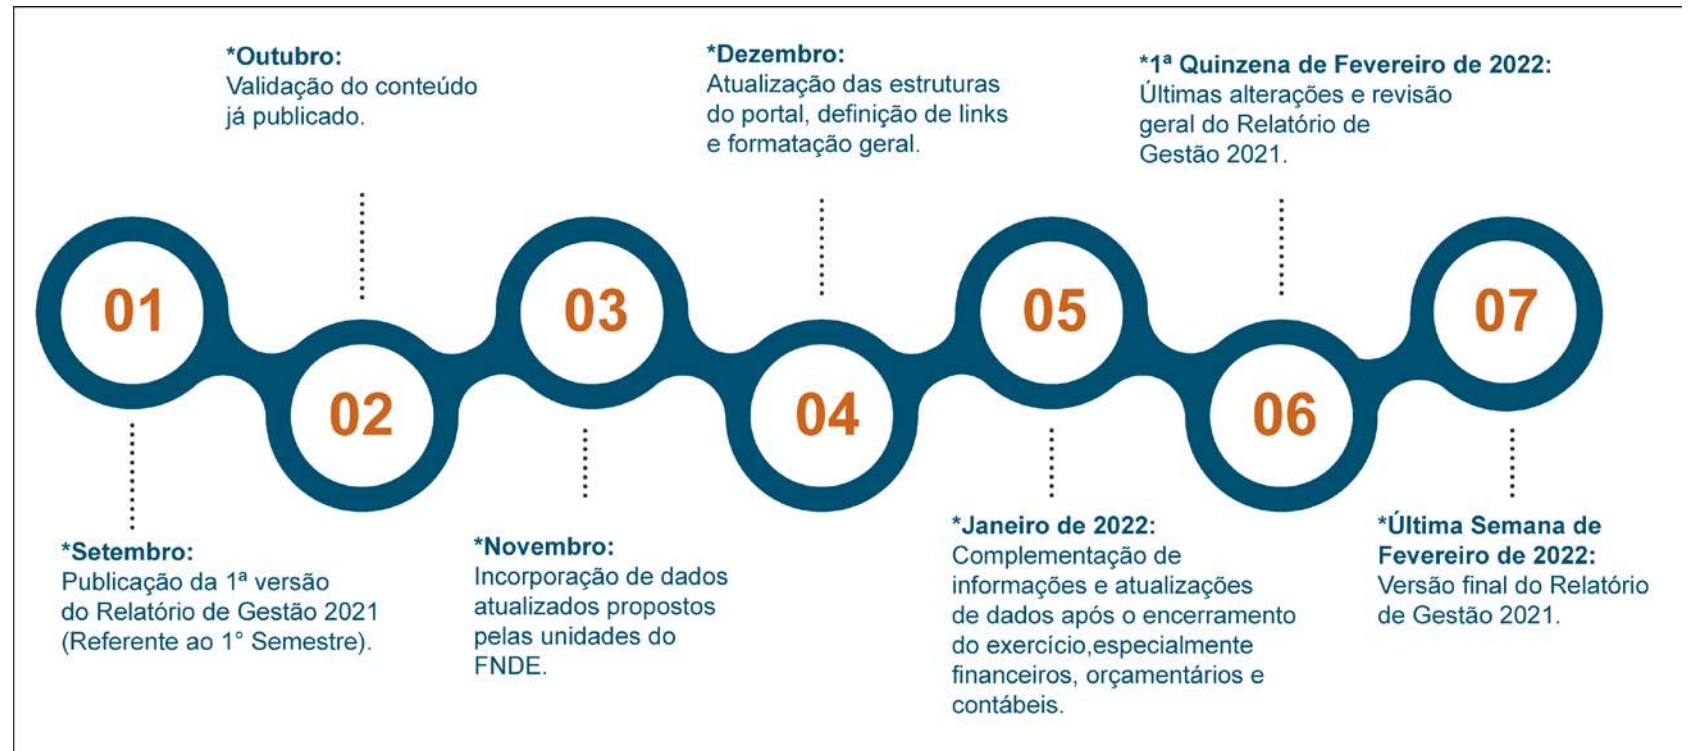 *Outubro:
Validação do conteúdo
já publicado.
*Dezembro:
Atualização das estruturas
do portal, definição de links
e formatação geral.
*1ª Quinzena de Fevereiro de 2022:
Últimas alterações e revisão
geral do Relatório de
Gestão 2021.
01
02
03
04
05
06
07
*Setembro:
Publicação da 1ª versão
do Relatório de Gestão 2021
(Referente ao 1° Semestre).
*Novembro:
Incorporação de dados
atualizados propostos
pelas unidades do
FNDE.
*Janeiro de 2022:
Complementação de
informações e atualizações
de dados após o encerramento
do exercício,especialmente
financeiros, orçamentários e
contábeis.
*Última Semana de
Fevereiro de 2022:
Versão final do Relatório
de Gestão 2021.